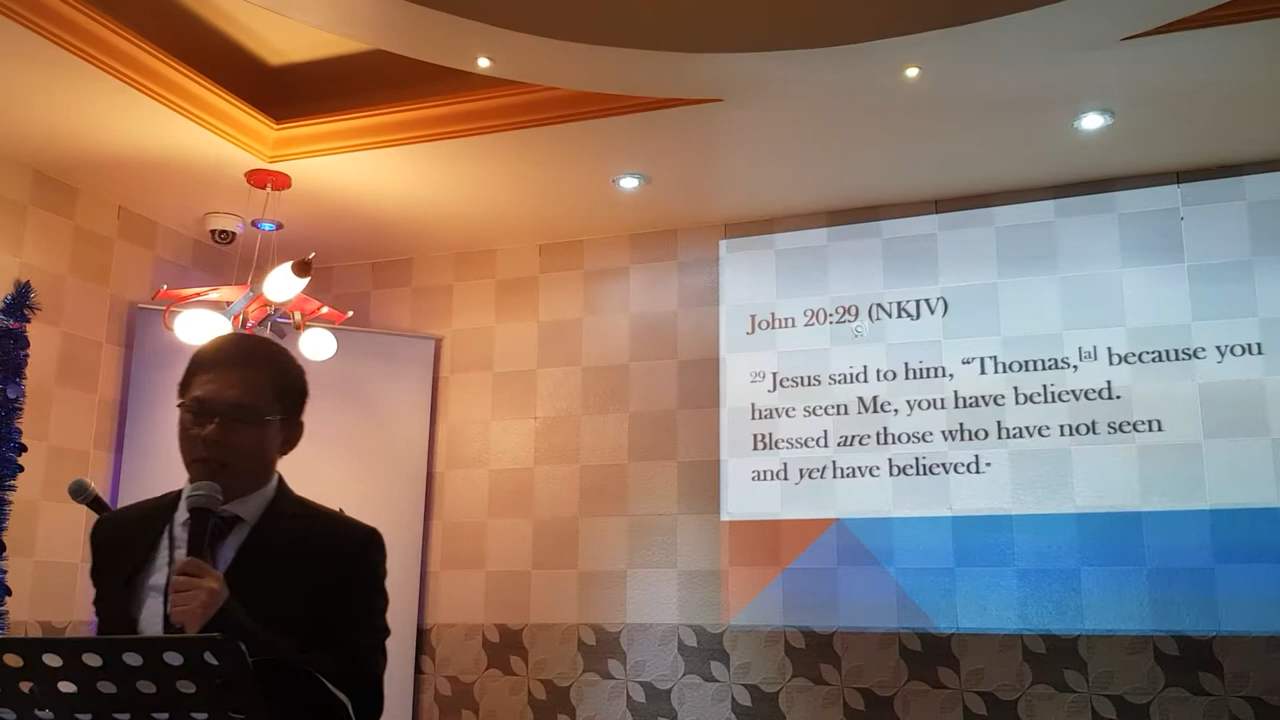 John 20:29 (NKJV)
29 Jesus said to him, “Thomas,[a] because you
have seen Me, you have believed.
Blessed are those who have not seen
and yet have believed.”